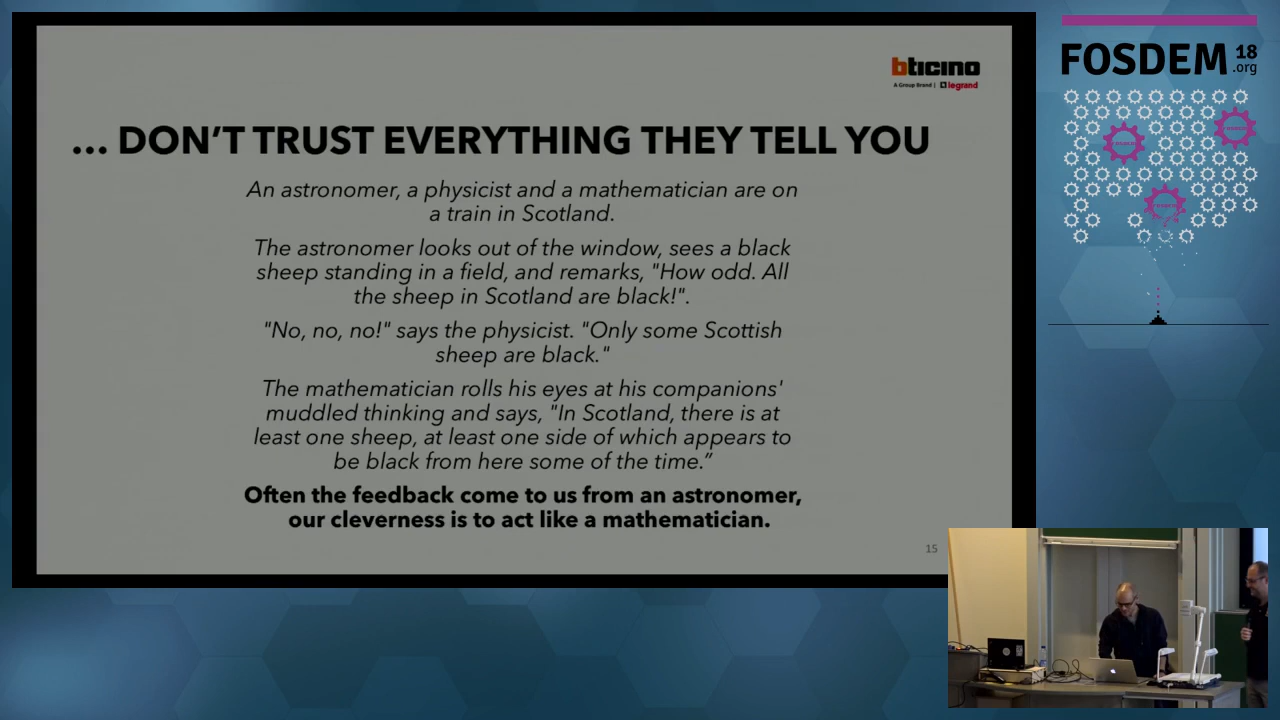 bticino
A Group Brand | legrand
... DON'T TRUST EVERYTHING THEY TELL YOU
An astronomer, a physicist and a mathematician are on
a train in Scotland.
The astronomer looks out of the window, sees a black
sheep standing in a field, and remarks, "How odd. All
the sheep in Scotland are black!".
"No, no, no!" says the physicist. "Only some Scottish
sheep are black."
The mathematician rolls his eyes at his companions'
muddled thinking and says, "In Scotland, there is at
least one sheep, at least one side of which appears to
be black from here some of the time.”
Often the feedback come to us from an astronomer,
our cleverness is to act like a mathematician.
15
FOSDEM 18
.org